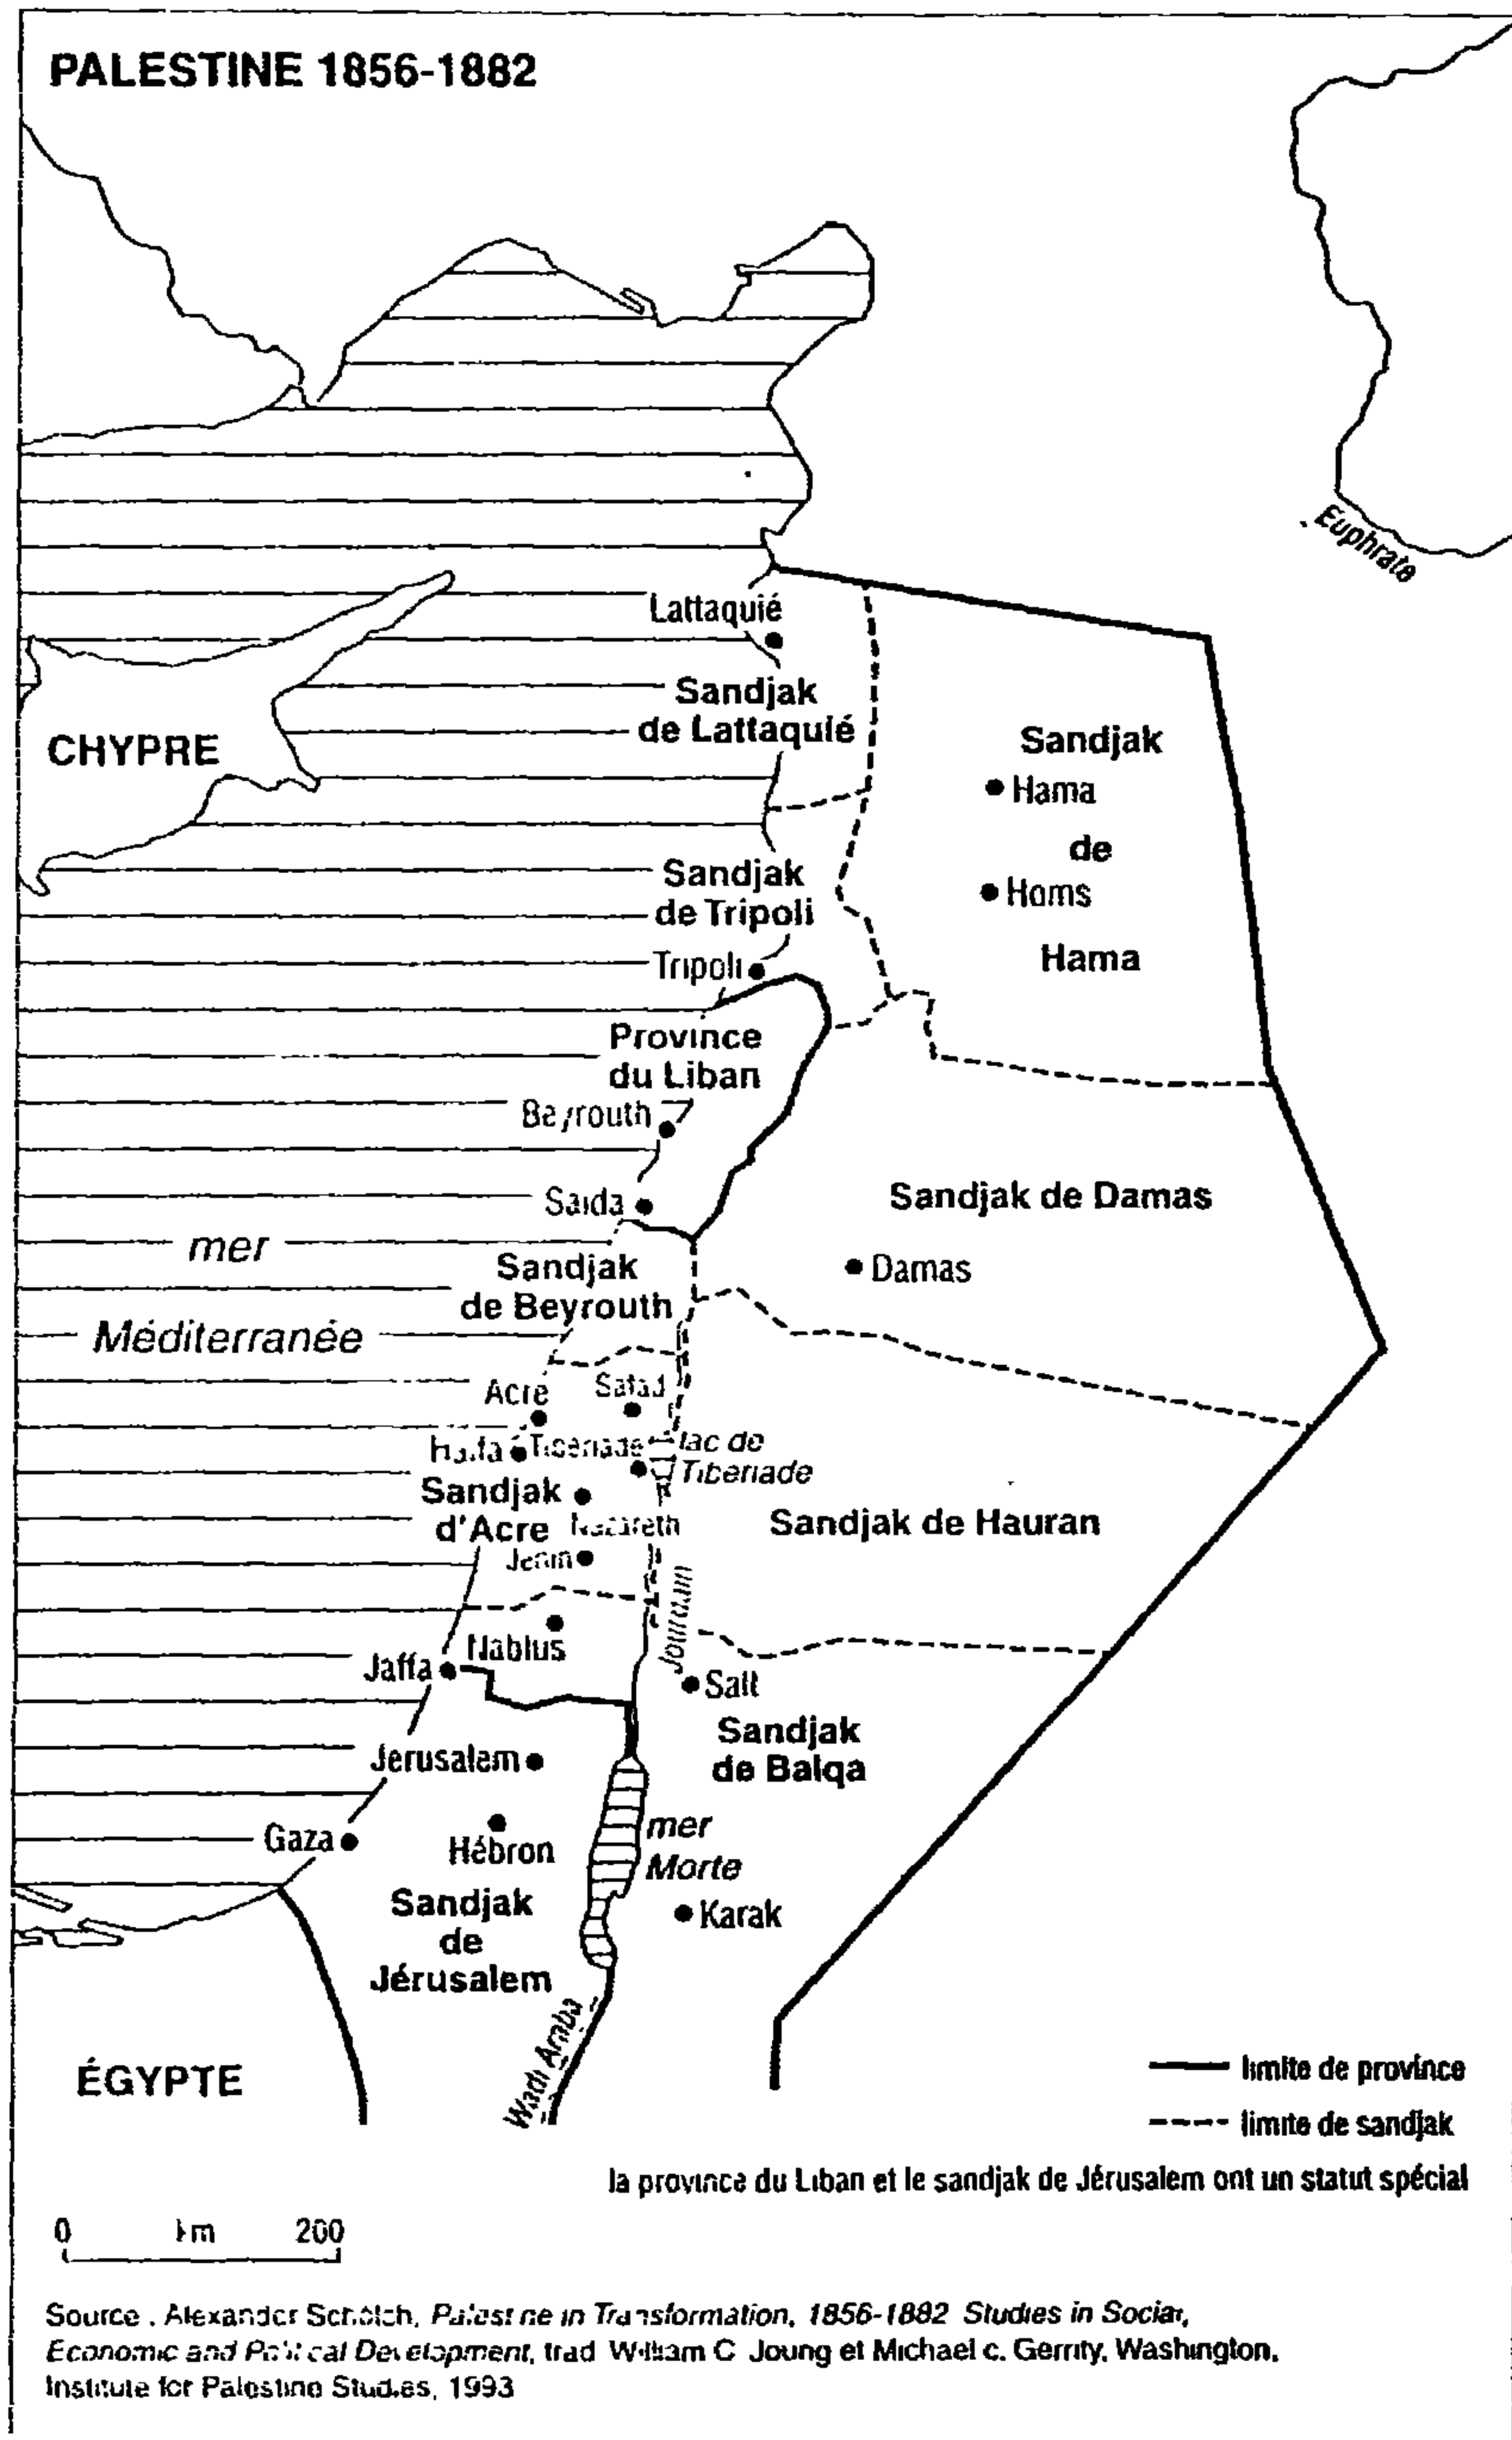 PALESTINE 1856-1882
Euphrate
Lattaquié
Sandjak
de Lattaquié
CHYPRE
Sandjak
Hama
de
Homs
Hama
Sandjak
de Tripoli
Tripoli
Province
du Liban
Beyrouth
Saida
Sandjak de Damas
mer
Méditerranée
Sandjak
de Beyrouth
Damas
Acre
Safad
Haifa
Tiberiade
lac de
Tiberiade
Sandjak
d'Acre
Nazareth
Jenin
Sandjak de Hauran
Jourdain
Nablus
Jaffa
Salt
Sandjak
de Balqa
Jerusalem
Gaza
Hébron
mer
Morte
Karak
Sandjak
de
Jérusalem
Wadi Araba
ÉGYPTE
limite de province
limite de sandjak
la province du Liban et le sandjak de Jérusalem ont un statut spécial
0 km 200
Source . Alexander Schölch, Palestine in Transformation, 1856-1882 Studies in Social,
Economic and Political Development, trad William C Joung et Michael c. Gerrity, Washington,
Institute for Palestine Studies, 1993